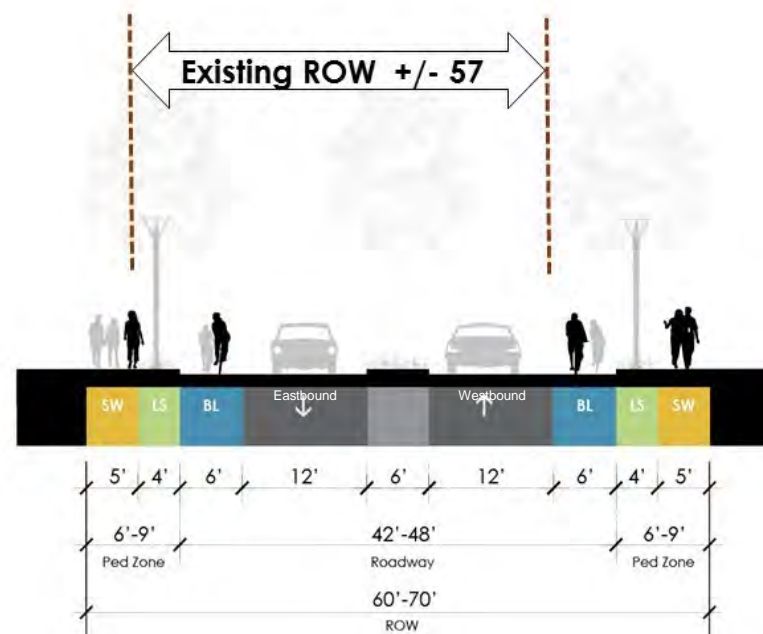 Existing ROW +/- 57
Eastbound Westbound
SW LS BL BL LS SW
5' 4' 6' 12' 6' 12' 6' 4' 5'
6'-9' 42'-48' 6'-9'
Ped Zone Roadway Ped Zone
60'-70'
ROW